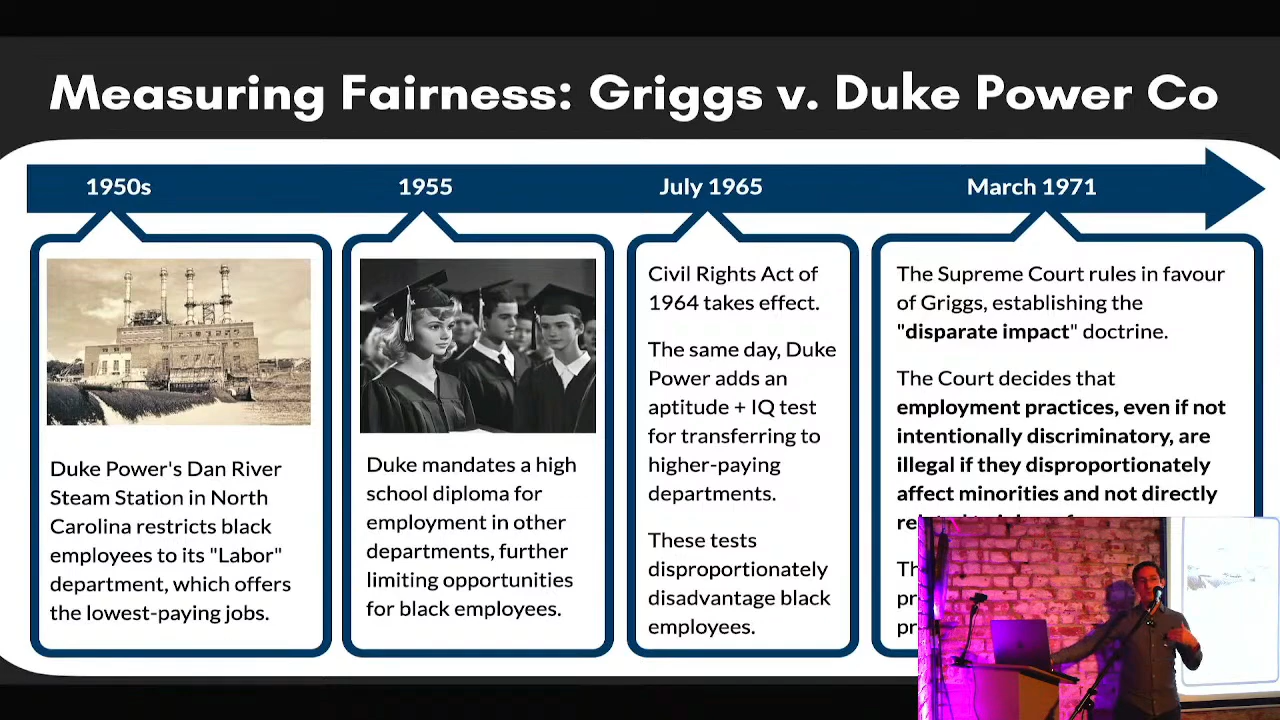 Measuring Fairness: Griggs v. Duke Power Co
1950s
Duke Power's Dan River
Steam Station in North
Carolina restricts black
employees to its "Labor"
department, which offers
the lowest-paying jobs.
1955
Duke mandates a high
school diploma for
employment in other
departments, further
limiting opportunities
for black employees.
July 1965
Civil Rights Act of
1964 takes effect.
The same day, Duke
Power adds an
aptitude + IQ test
for transferring to
higher-paying
departments.
These tests
disproportionately
disadvantage black
employees.
March 1971
The Supreme Court rules in favour
of Griggs, establishing the
"disparate impact" doctrine.
The Court decides that
employment practices, even if not
intentionally discriminatory, are
illegal if they disproportionately
affect minorities and not directly